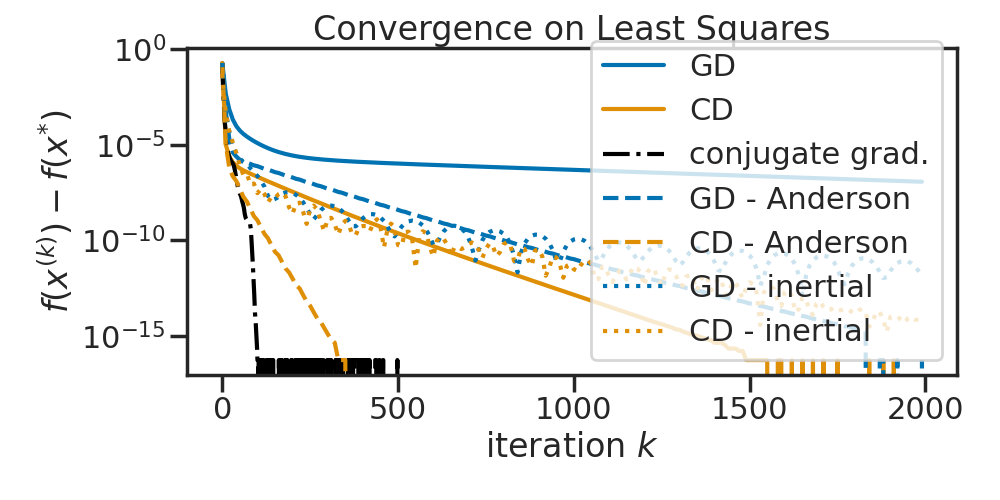 Convergence on Least Squares
f(x^(k)) − f(x^*)
10^0
10^−5
10^−10
10^−15
GD
CD
conjugate grad.
GD - Anderson
CD - Anderson
GD - inertial
CD - inertial
0 500 1000 1500 2000
iteration k